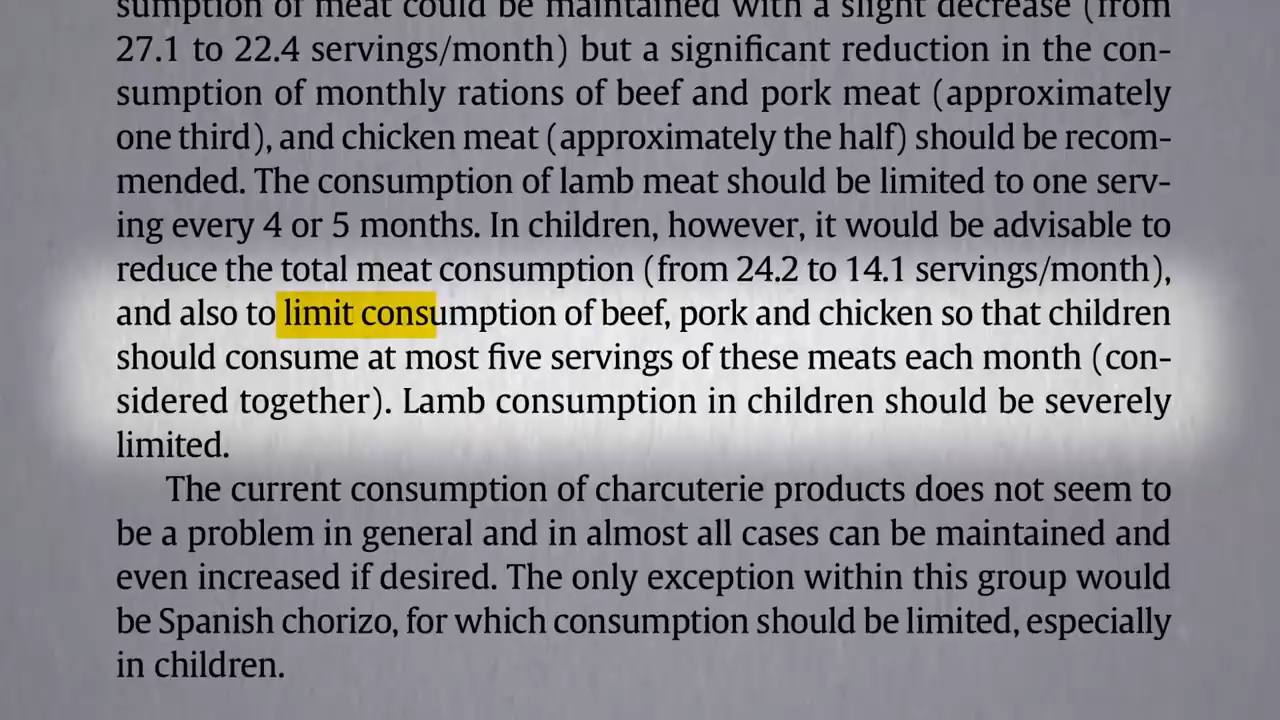 sumption of meat could be maintained with a slight decrease (from
27.1 to 22.4 servings/month) but a significant reduction in the con-
sumption of monthly rations of beef and pork meat (approximately
one third), and chicken meat (approximately the half) should be recom-
mended. The consumption of lamb meat should be limited to one serv-
ing every 4 or 5 months. In children, however, it would be advisable to
reduce the total meat consumption (from 24.2 to 14.1 servings/month),
and also to limit consumption of beef, pork and chicken so that children
should consume at most five servings of these meats each month (con-
sidered together). Lamb consumption in children should be severely
limited.
The current consumption of charcuterie products does not seem to
be a problem in general and in almost all cases can be maintained and
even increased if desired. The only exception within this group would
be Spanish chorizo, for which consumption should be limited, especially
in children.